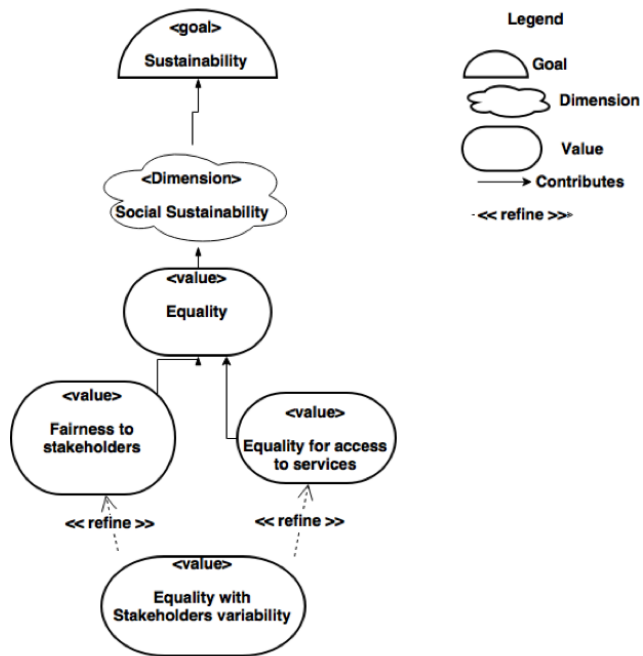 <goal>
Sustainability
<Dimension>
Social Sustainability
<value>
Equality
<value>
Fairness to
stakeholders
<value>
Equality for access
to services
<< refine >>
<< refine >>
<value>
Equality with
Stakeholders variability
Legend
Goal
Dimension
Value
Contributes
<< refine >>